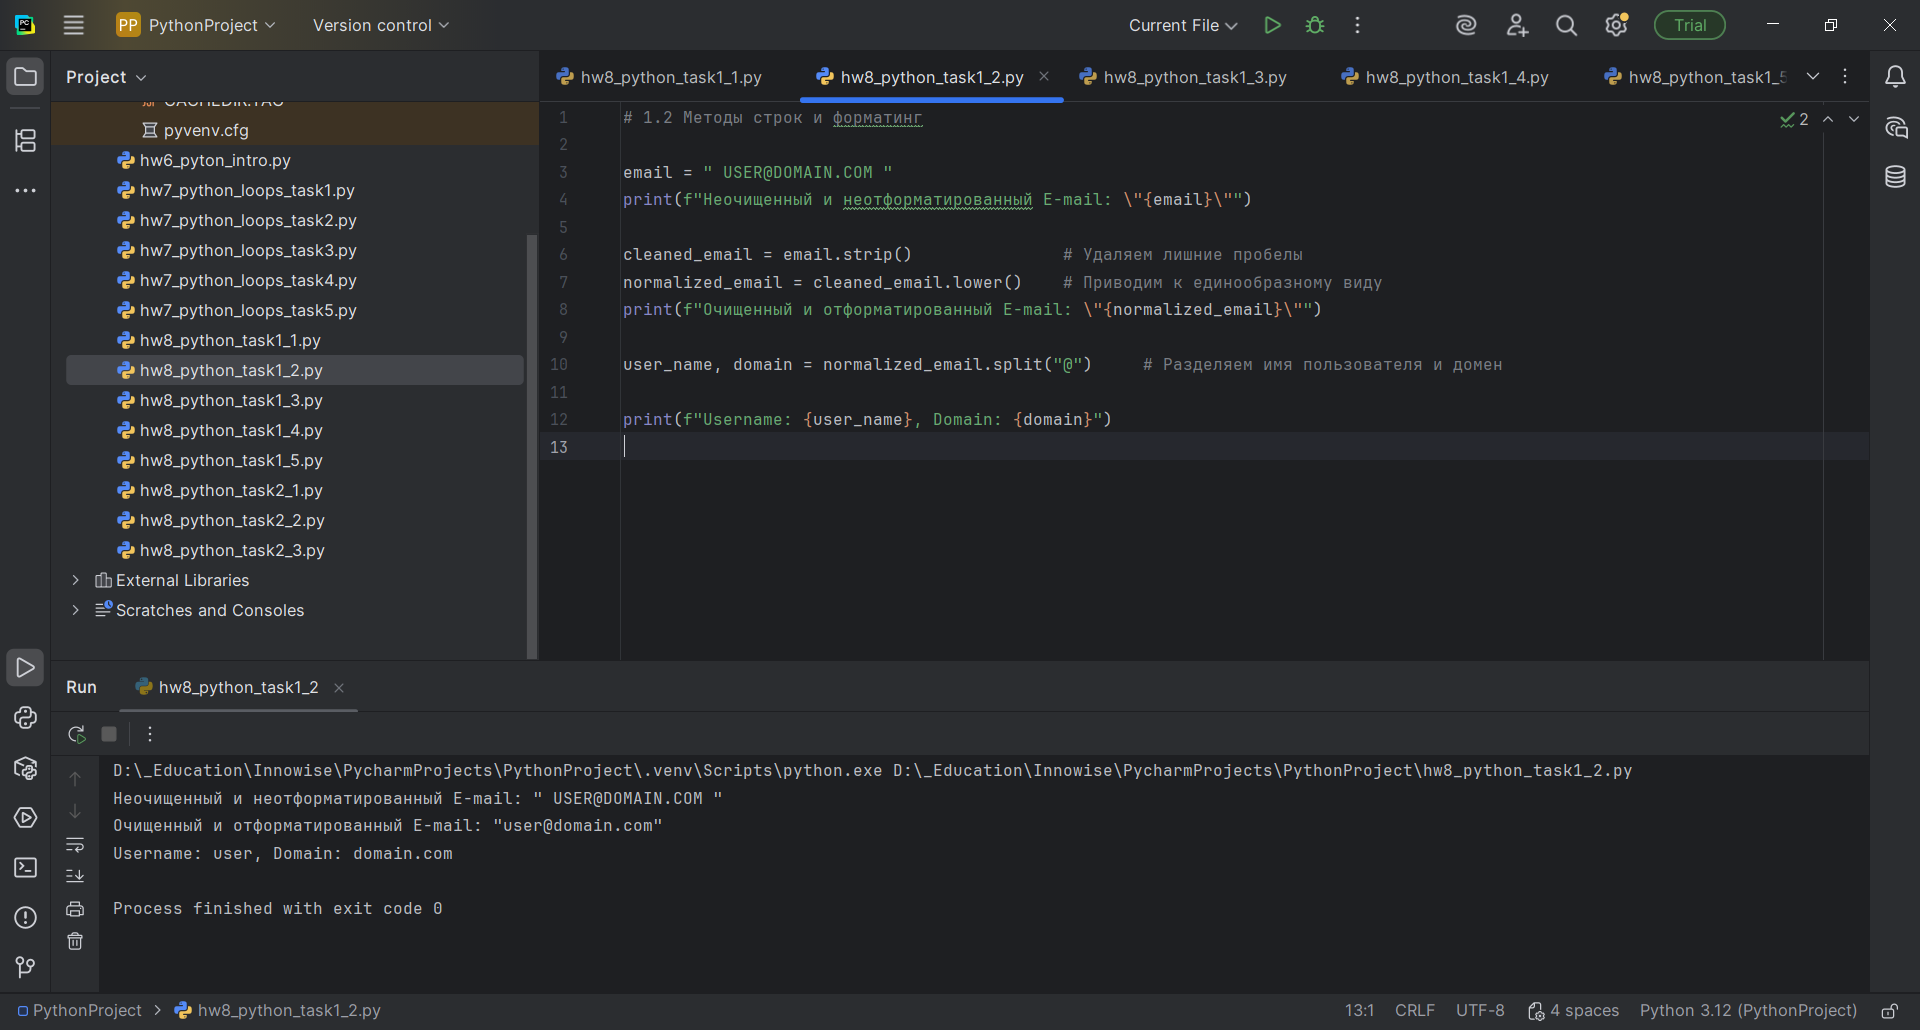 PC
PP PythonProject
Version control
Current File
Trial
Project
hw8_python_task1_1.py
hw8_python_task1_2.py
hw8_python_task1_3.py
hw8_python_task1_4.py
hw8_python_task1_5
CACHEDIR.TAG
pyvenv.cfg
hw6_pyton_intro.py
hw7_python_loops_task1.py
hw7_python_loops_task2.py
hw7_python_loops_task3.py
hw7_python_loops_task4.py
hw7_python_loops_task5.py
hw8_python_task1_1.py
hw8_python_task1_2.py
hw8_python_task1_3.py
hw8_python_task1_4.py
hw8_python_task1_5.py
hw8_python_task2_1.py
hw8_python_task2_2.py
hw8_python_task2_3.py
External Libraries
Scratches and Consoles
2
1 # 1.2 Методы строк и форматинг
2
3 email = " USER@DOMAIN.COM "
4 print(f"Неочищенный и неотформатированный E-mail: \"{email}\"")
5
6 cleaned_email = email.strip() # Удаляем лишние пробелы
7 normalized_email = cleaned_email.lower() # Приводим к единообразному виду
8 print(f"Очищенный и отформатированный E-mail: \"{normalized_email}\"")
9
10 user_name, domain = normalized_email.split("@") # Разделяем имя пользователя и домен
11
12 print(f"Username: {user_name}, Domain: {domain}")
13
Run
hw8_python_task1_2
D:\_Education\Innowise\PycharmProjects\PythonProject\.venv\Scripts\python.exe D:\_Education\Innowise\PycharmProjects\PythonProject\hw8_python_task1_2.py
Неочищенный и неотформатированный E-mail: " USER@DOMAIN.COM "
Очищенный и отформатированный E-mail: "user@domain.com"
Username: user, Domain: domain.com
Process finished with exit code 0
PythonProject > hw8_python_task1_2.py
13:1
CRLF
UTF-8
4 spaces
Python 3.12 (PythonProject)